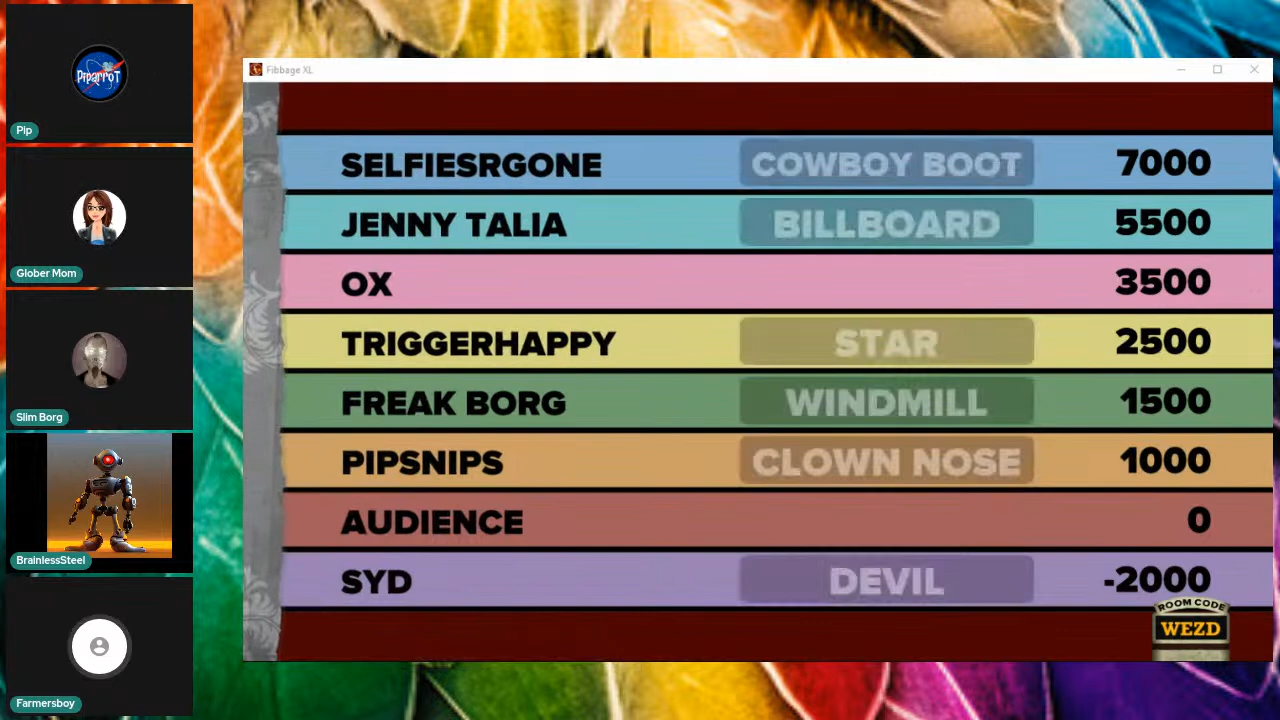 PiparroT
Pip
Glober Mom
Slim Borg
BrainlessSteel
Farmersboy
Fibbage XL
SELFIESRGONE COWBOY BOOT 7000
JENNY TALIA BILLBOARD 5500
OX 3500
TRIGGERHAPPY STAR 2500
FREAK BORG WINDMILL 1500
PIPSNIPS CLOWN NOSE 1000
AUDIENCE 0
SYD DEVIL -2000
ROOM CODE
WEZD